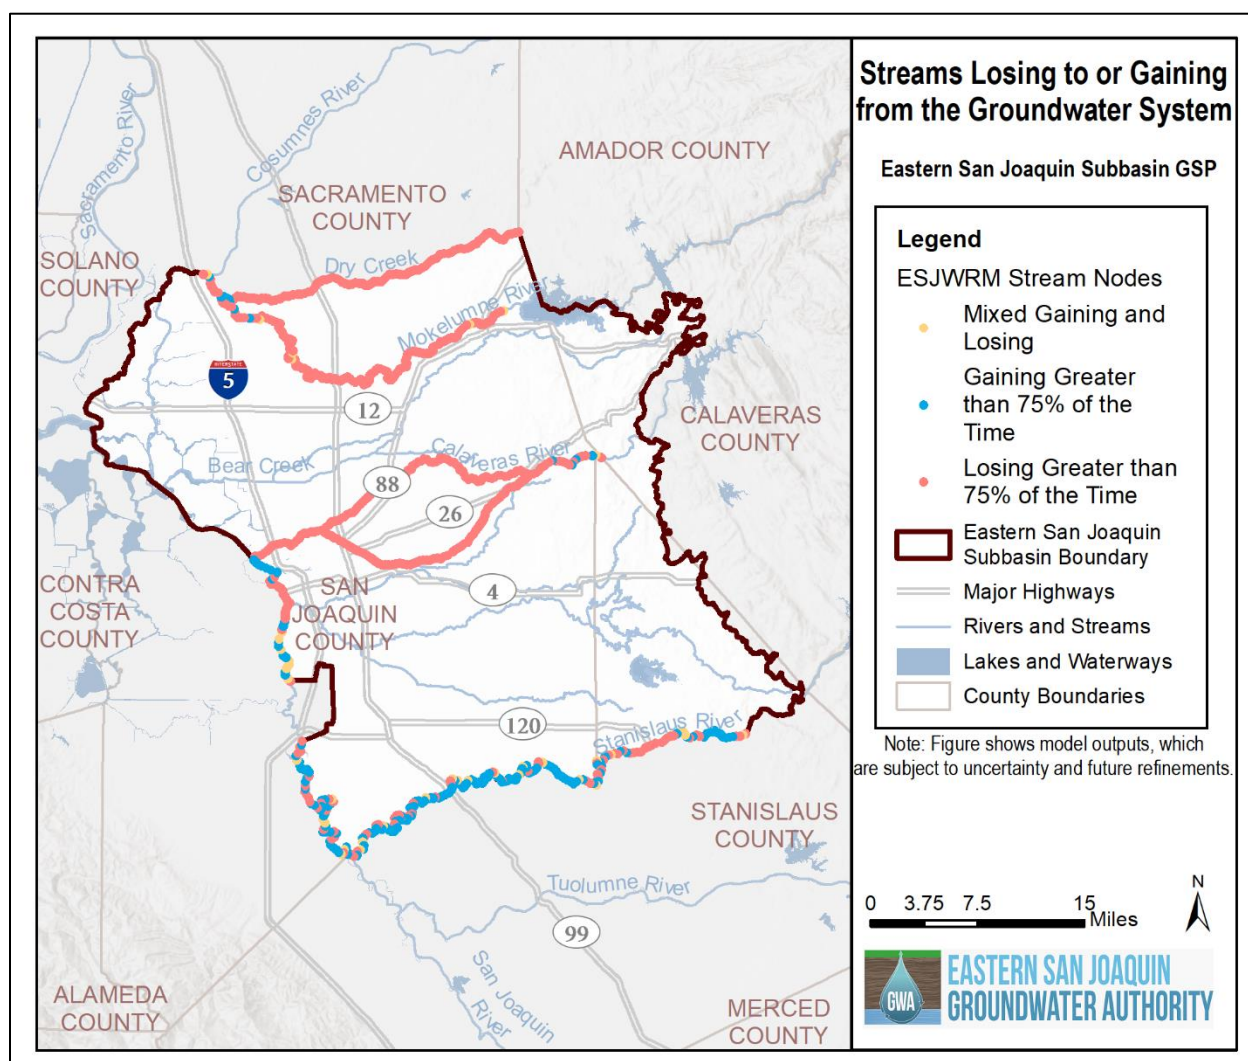 Streams Losing to or Gaining
from the Groundwater System
Eastern San Joaquin Subbasin GSP
Legend
ESJWRM Stream Nodes
Mixed Gaining and
Losing
Gaining Greater
than 75% of the
Time
Losing Greater than
75% of the Time
Eastern San Joaquin
Subbasin Boundary
Major Highways
Rivers and Streams
Lakes and Waterways
County Boundaries
Note: Figure shows model outputs, which
are subject to uncertainty and future refinements.
0 3.75 7.5 15
Miles
N
GWA
EASTERN SAN JOAQUIN
GROUNDWATER AUTHORITY
Sacramento River
Cosumnes River
AMADOR COUNTY
SACRAMENTO
COUNTY
SOLANO
COUNTY
Dry Creek
Mokelumne River
INTERSTATE
5
12
CALAVERAS
COUNTY
Calaveras River
Bear Creek
88
26
CONTRA
COSTA
COUNTY
SAN
JOAQUIN
COUNTY
4
120
Stanislaus River
STANISLAUS
COUNTY
Tuolumne River
99
San Joaquin
River
ALAMEDA
COUNTY
MERCED
COUNTY